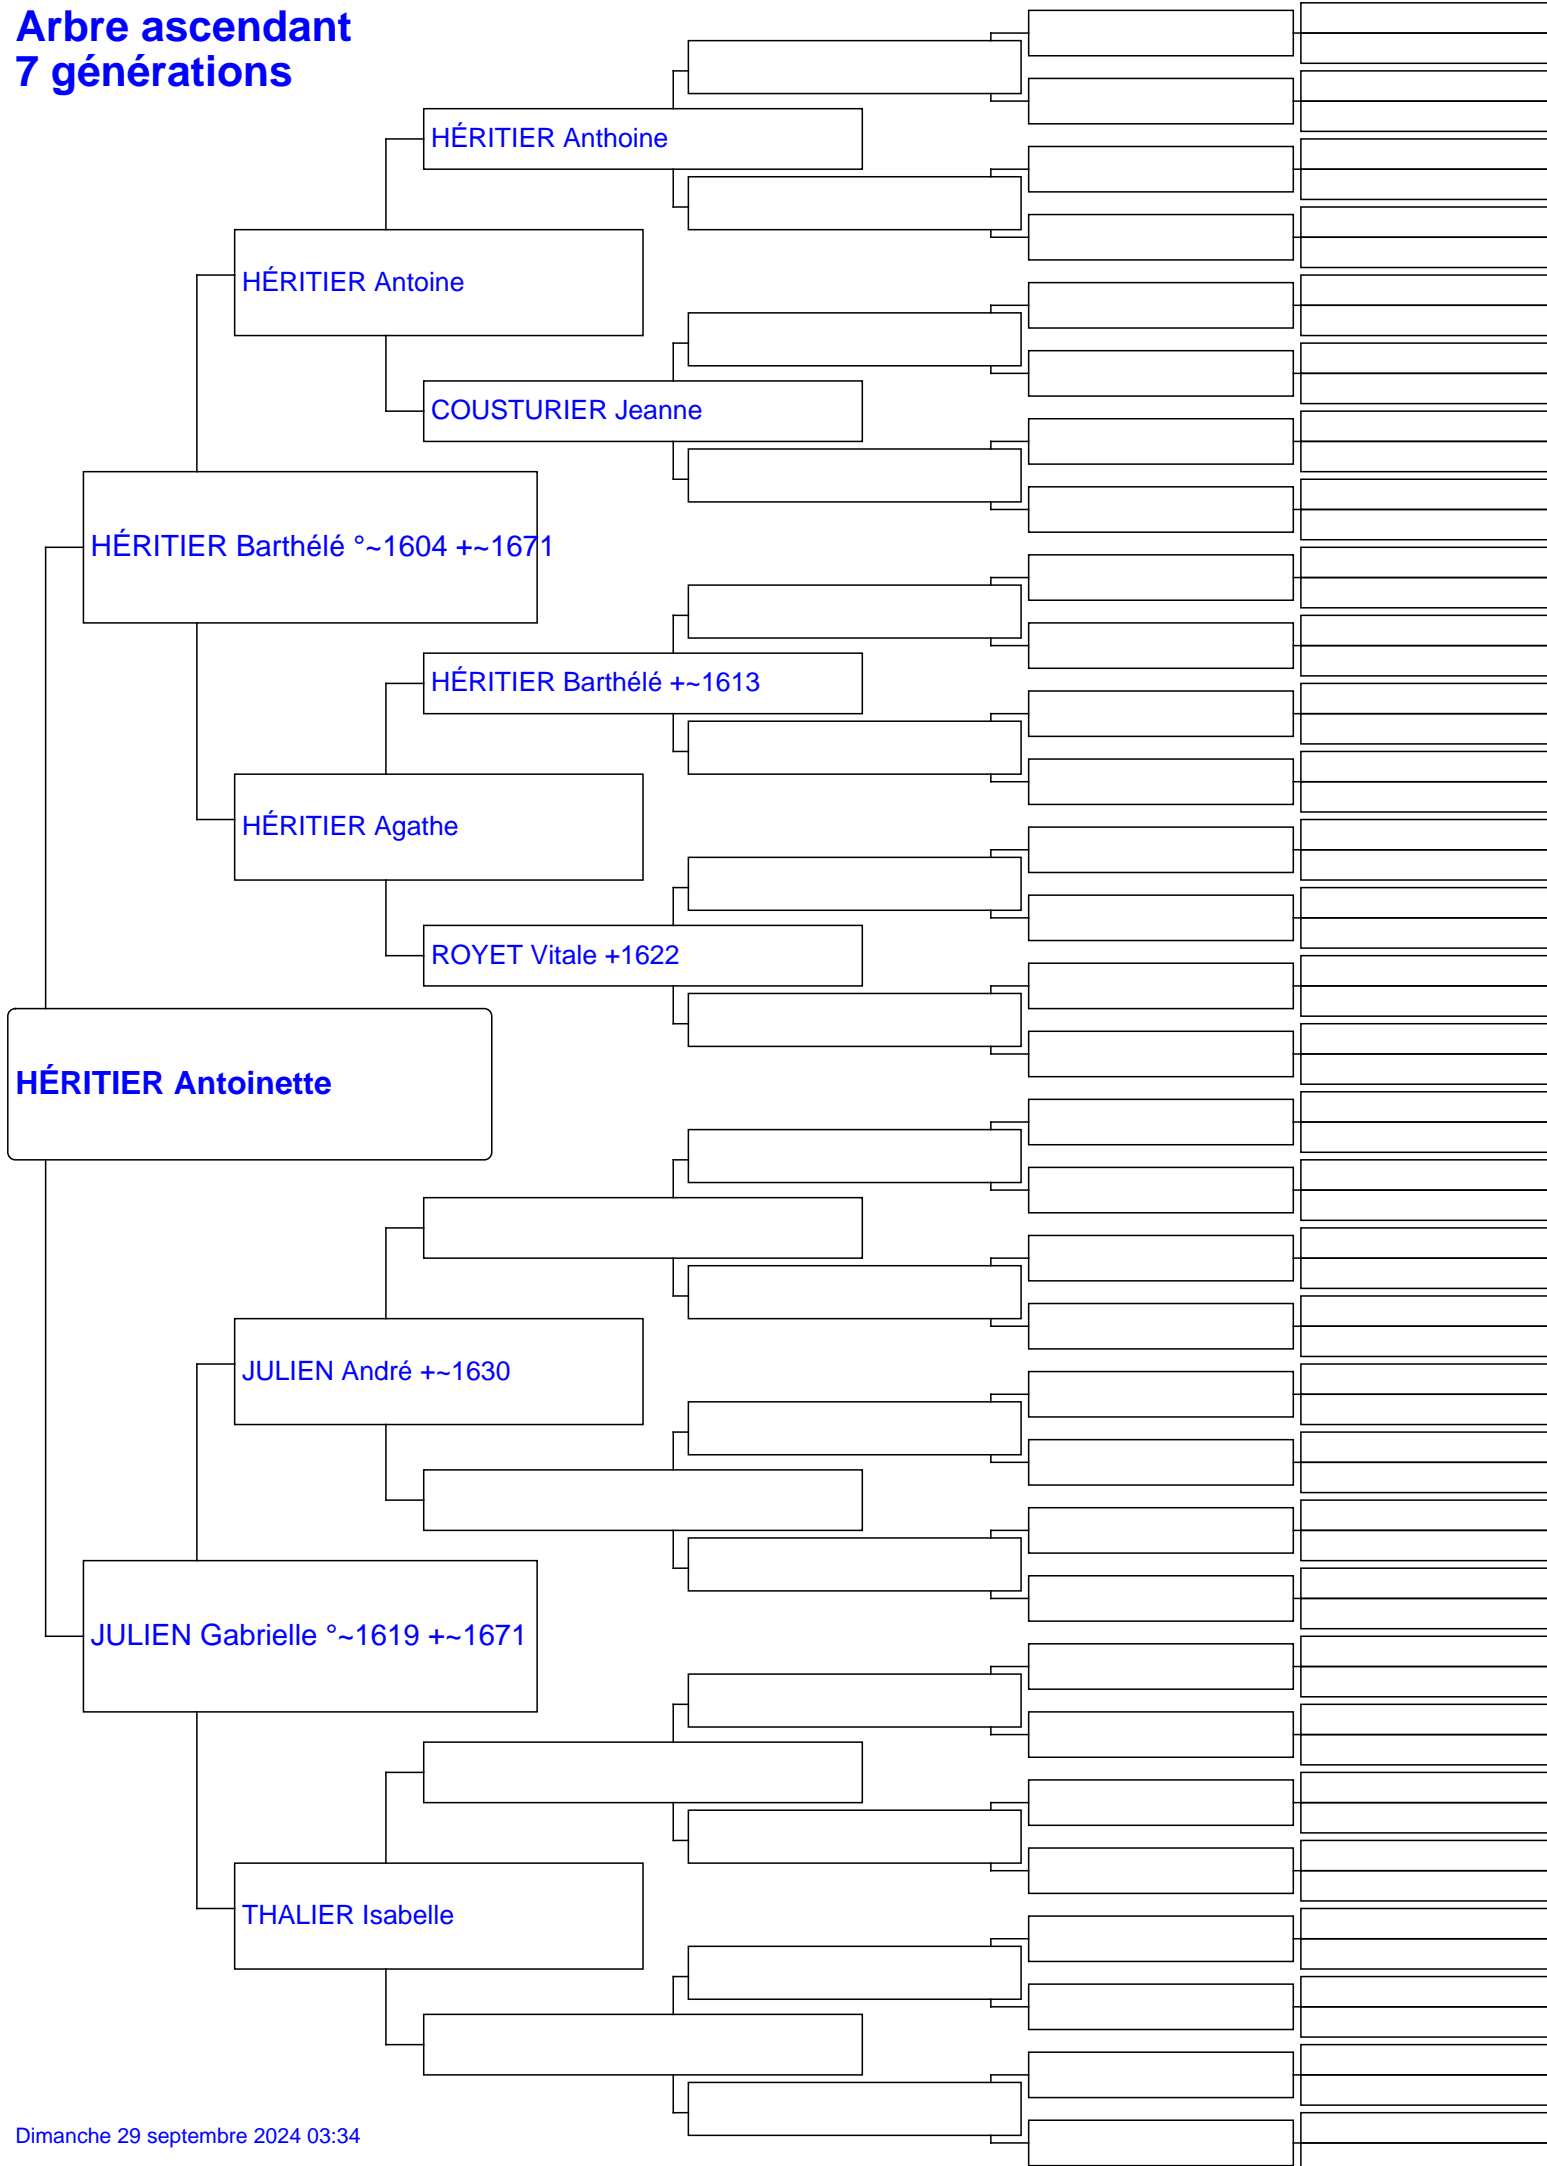 Arbre ascendant
7 générations
HÉRITIER Anthoine
HÉRITIER Antoine
COUSTURIER Jeanne
HÉRITIER Barthélé °~1604 +~1671
HÉRITIER Barthélé +~1613
HÉRITIER Agathe
ROYET Vitale +1622
HÉRITIER Antoinette
JULIEN André +~1630
JULIEN Gabrielle °~1619 +~1671
THALIER Isabelle
Dimanche 29 septembre 2024 03:34